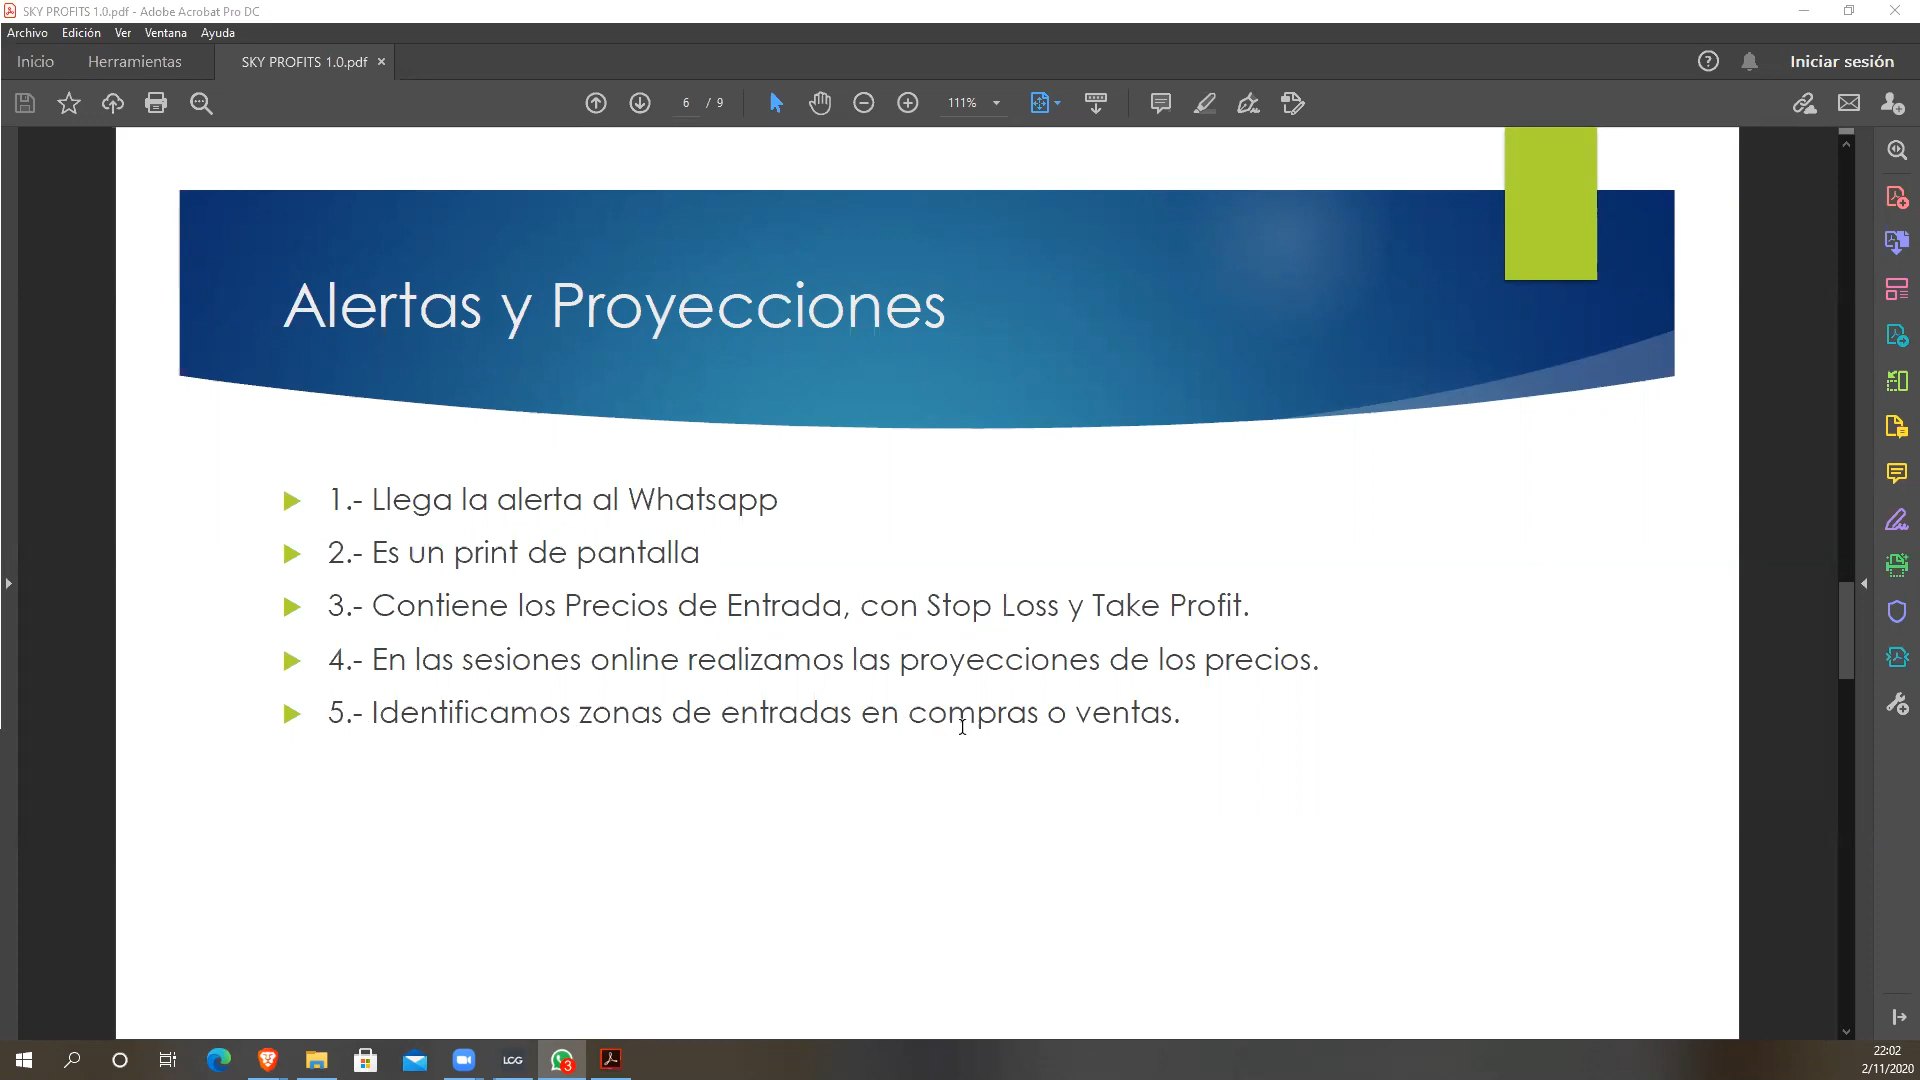 SKY PROFITS 1.0.pdf - Adobe Acrobat Pro DC
Archivo Edición Ver Ventana Ayuda
Inicio Herramientas SKY PROFITS 1.0.pdf Iniciar sesión
6 / 9 111%
Alertas y Proyecciones
1.- Llega la alerta al Whatsapp
2.- Es un print de pantalla
3.- Contiene los Precios de Entrada, con Stop Loss y Take Profit.
4.- En las sesiones online realizamos las proyecciones de los precios.
5.- Identificamos zonas de entradas en compras o ventas.
LCG 3 22:02
2/11/2020